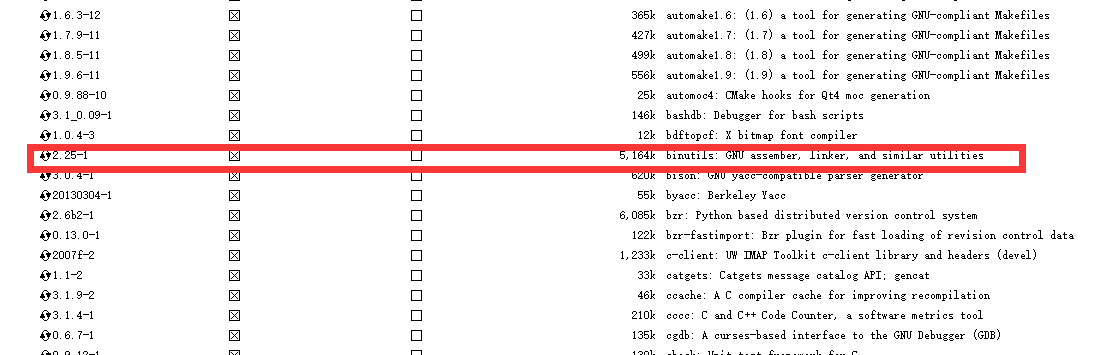 1.6.3-12 365k automake1.6: (1.6) a tool for generating GNU-compliant Makefiles
1.7.9-11 427k automake1.7: (1.7) a tool for generating GNU-compliant Makefiles
1.8.5-11 499k automake1.8: (1.8) a tool for generating GNU-compliant Makefiles
1.9.6-11 556k automake1.9: (1.9) a tool for generating GNU-compliant Makefiles
0.9.88-10 25k automoc4: CMake hooks for Qt4 moc generation
3.1_0.09-1 146k bashdb: Debugger for bash scripts
1.0.4-3 12k bdftopcf: X bitmap font compiler
2.25-1 5,164k binutils: GNU assember, linker, and similar utilities
3.0.4-1 620k bison: GNU yacc-compatible parser generator
20130304-1 55k byacc: Berkeley Yacc
2.6b2-1 6,085k bzr: Python based distributed version control system
0.13.0-1 122k bzr-fastimport: Bzr plugin for fast loading of revision control data
2007f-2 1,233k c-client: UW IMAP Toolkit c-client library and headers (devel)
1.1-2 33k catgets: Catgets message catalog API; gencat
3.1.9-2 46k ccache: A C compiler cache for improving recompilation
3.1.4-1 210k cccc: C and C++ Code Counter, a software metrics tool
0.6.7-1 135k cgdb: A curses-based interface to the GNU Debugger (GDB)